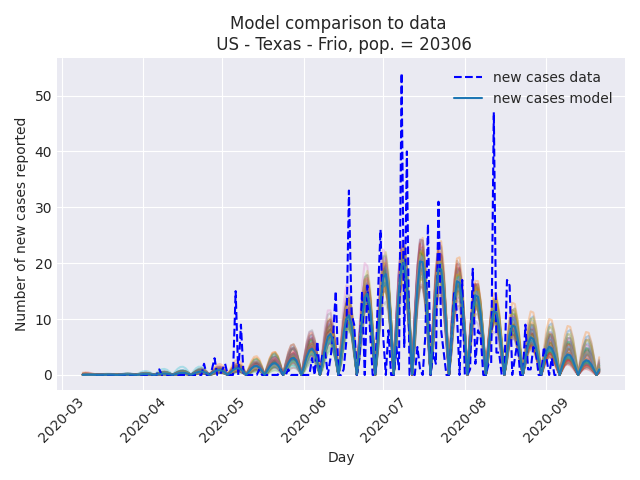 Model comparison to data
US - Texas - Frio, pop. = 20306
new cases data
new cases model
Number of new cases reported
50
40
30
20
10
0
2020-03
2020-04
2020-05
2020-06
2020-07
2020-08
2020-09
Day